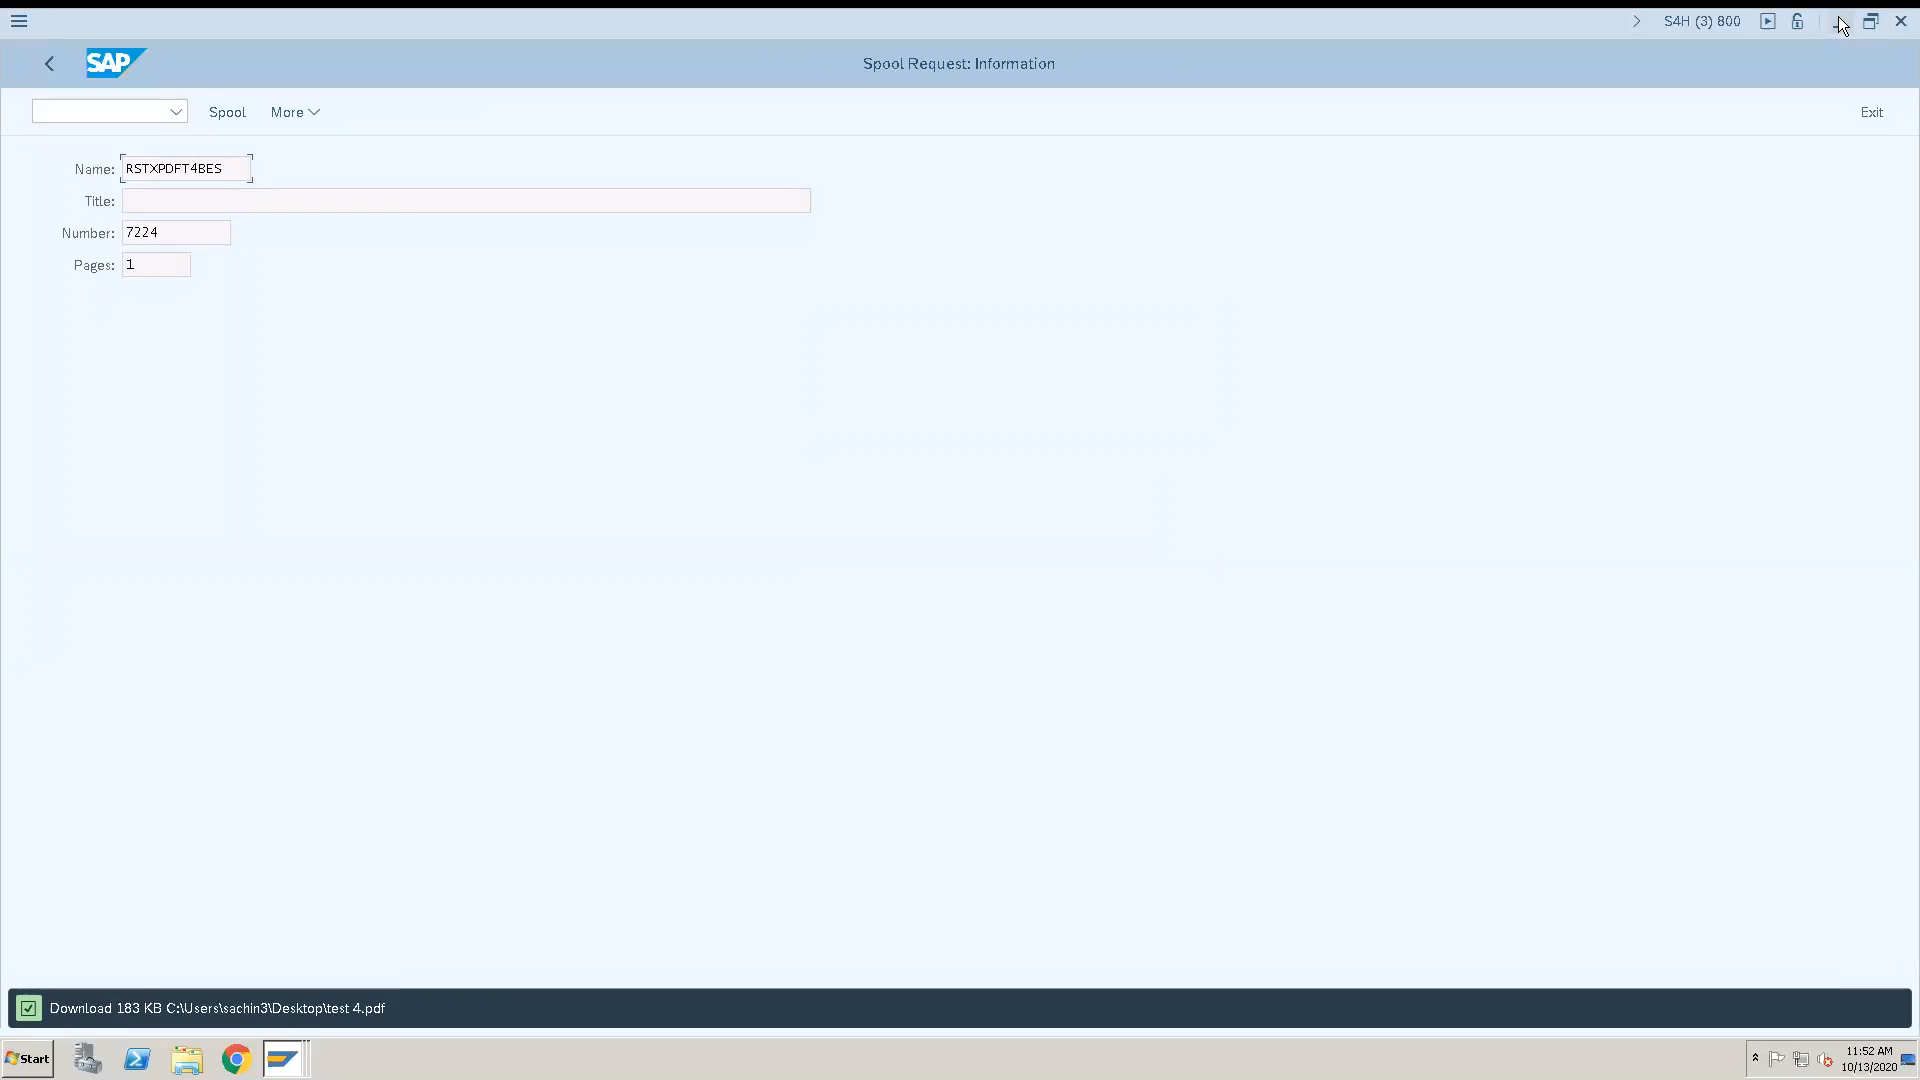 S4H (3) 800
SAP
Spool Request: Information
Spool
More
Exit
Name: RSTXPDFT4BES
Title:
Number: 7224
Pages: 1
Download 183 KB C:\Users\sachin3\Desktop\test 4.pdf
Start
11:52 AM
10/13/2020